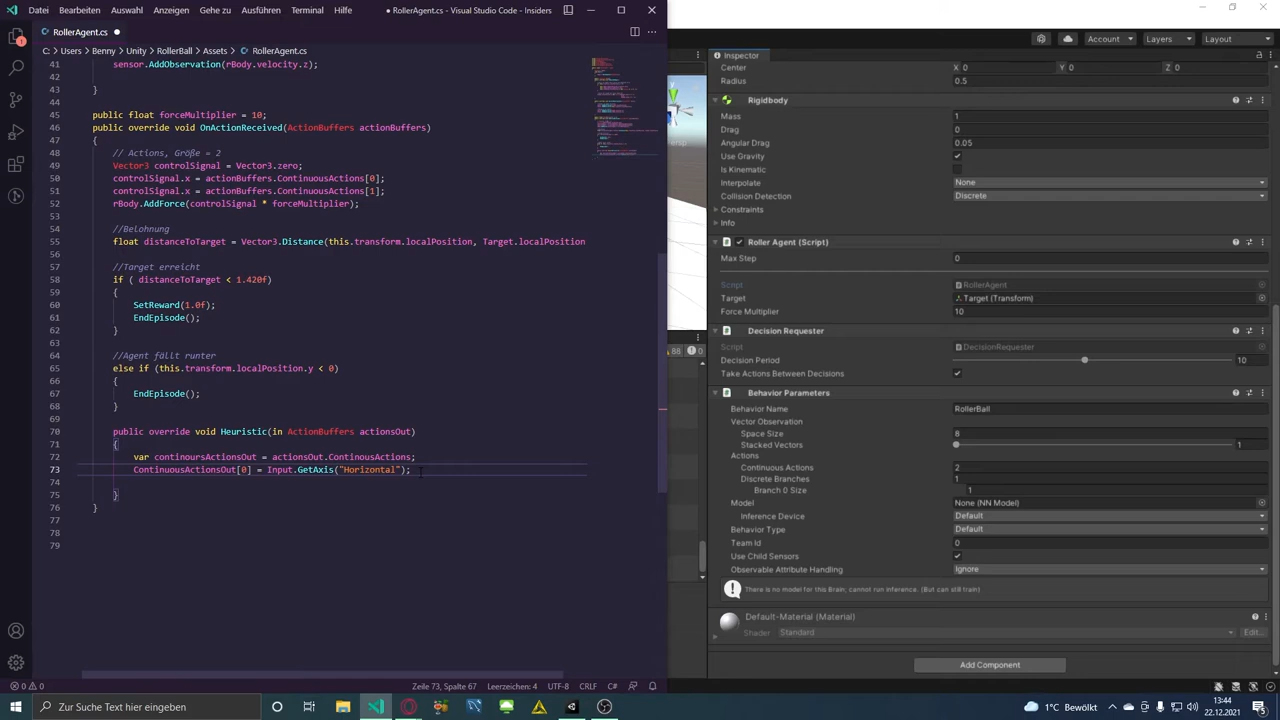 Datei Auswahl Anzeigen Gehe zu Ausführen Terminal Hilfe
● RollerAgent.cs - Visual Studio Code - Insiders
Account Layers Layout
RollerAgent.cs ●
C: > Users > Benny > Unity > RollerBall > Assets > RollerAgent.cs
sensor.AddObservation(rBody.velocity.z);
42
43
44
45 public float Multiplier = 10;
46 public override OnActionReceived(ActionBuffers actionBuffers)
47
48 // Actions, Größe = 2
49 Vector3 controlSignal = Vector3.zero;
50 controlSignal.x = actionBuffers.ContinuousActions[0];
51 controlSignal.x = actionBuffers.ContinuousActions[1];
52 rBody.AddForce(controlSignal * forceMultiplier);
53
54 //Belohnung
55 float distanceToTarget = Vector3.Distance(this.transform.localPosition, Target.localPosition
56
57 //Target erreicht
58 if ( distanceToTarget < 1.420f)
59 {
60 SetReward(1.0f);
61 EndEpisode();
62 }
63
64 //Agent fällt runter
65 else if (this.transform.localPosition.y < 0)
66
67 EndEpisode();
68 }
69
70 public override void Heuristic(in ActionBuffers actionsOut)
71 {
72 var continoursActionsOut = actionsOut.ContinousActions;
73 ContinuousActionsOut[0] = Input.GetAxis("Horizontal");
74
75 }
76 }
77
78
79
88 0
Inspector
Center X 0 Y 0 Z 0
Radius 0.5
Rigidbody
Mass 1
Drag 0
Angular Drag 0.05
Use Gravity
Is Kinematic
Interpolate None
Collision Detection Discrete
Constraints
Info
Roller Agent (Script)
Max Step 0
Script RollerAgent
Target Target (Transform)
Force Multiplier 10
Decision Requester
Script DecisionRequester
Decision Period 10
Take Actions Between Decisions
Behavior Parameters
Behavior Name RollerBall
Vector Observation
Space Size 8
Stacked Vectors 1
Actions
Continuous Actions 2
Discrete Branches 1
Branch 0 Size 1
Model None (NN Model)
Inference Device Default
Behavior Type Default
Team Id 0
Use Child Sensors
Observable Attribute Handling Ignore
There is no model for this Brain, cannot run inference. (But can still train)
Default-Material (Material)
Shader Standard Edit...
Add Component
0 0 Zeile 73, Spalte 67 Leerzeichen: 4 UTF-8 CRLF C#
Zur Suche Text hier eingeben
2°C Bewölkt
13:44